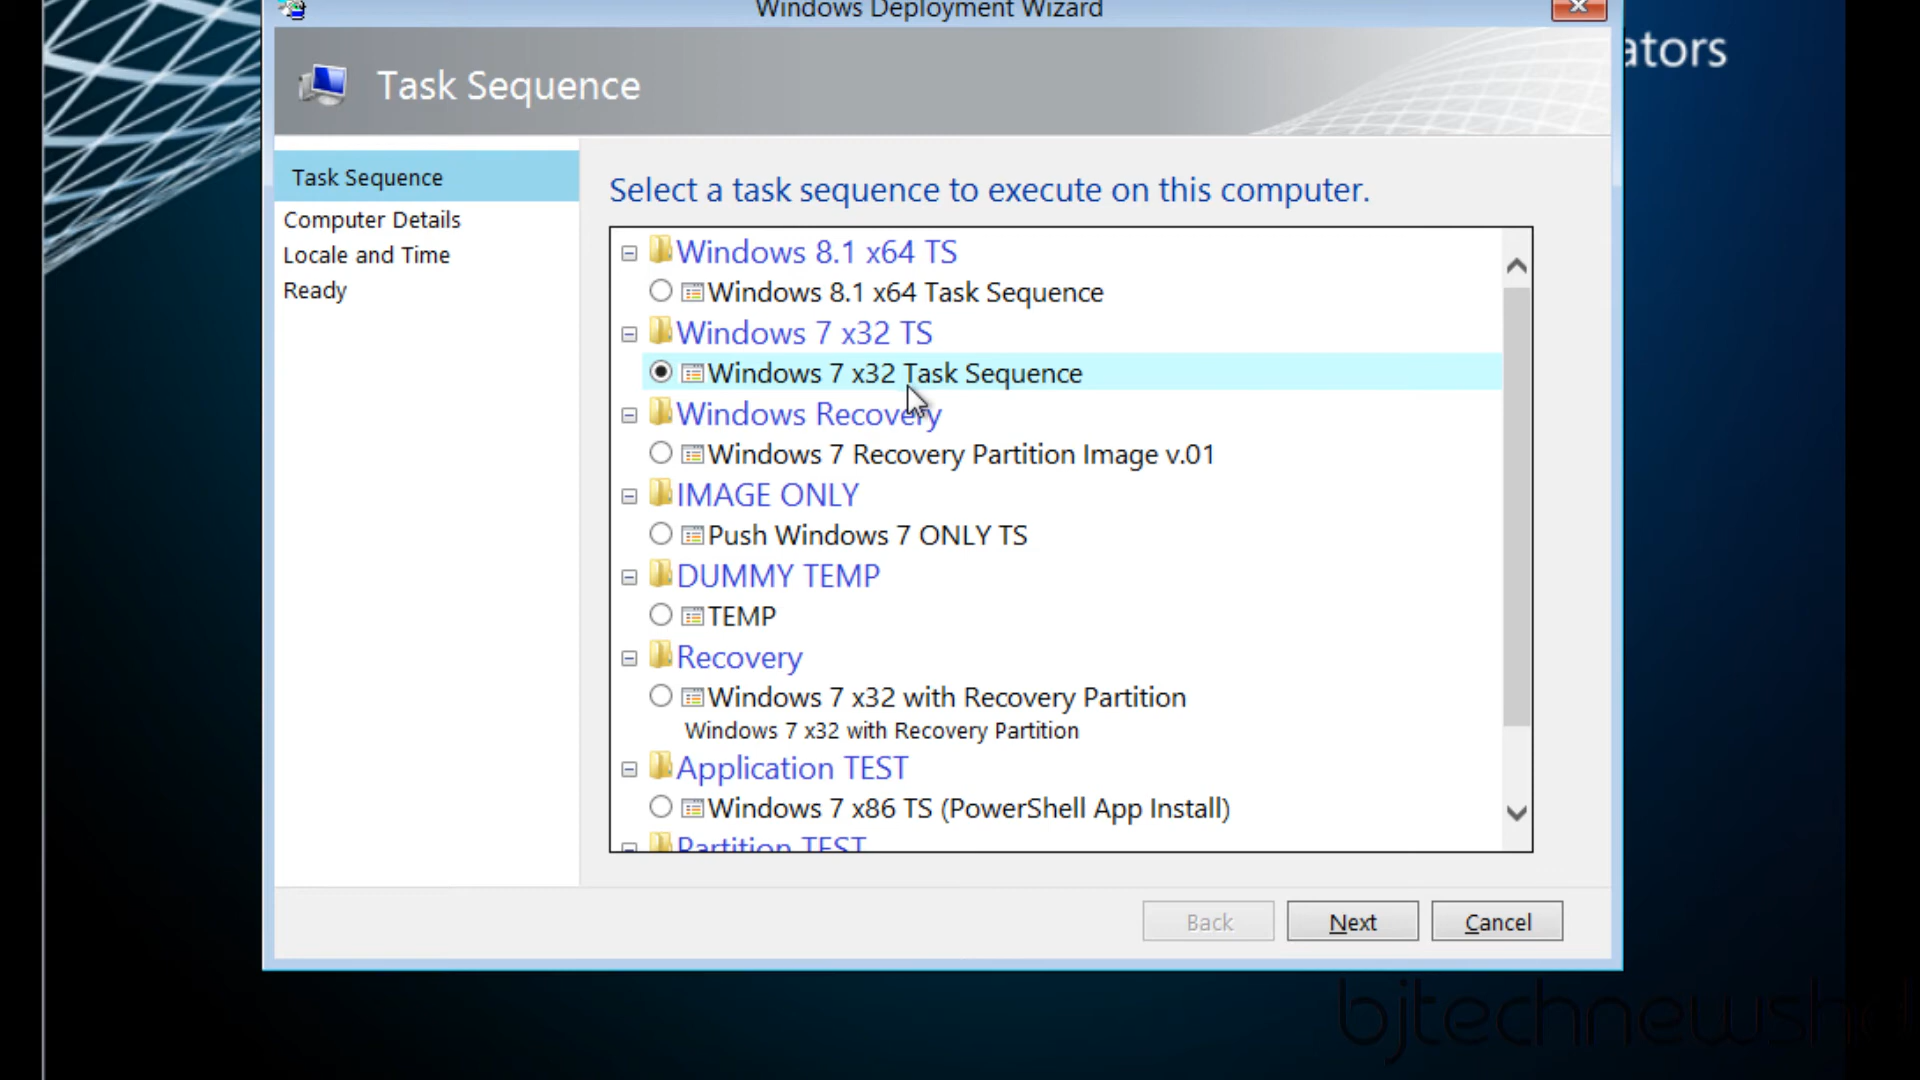 Windows Deployment Wizard
ators
Task Sequence
Task Sequence
Computer Details
Locale and Time
Ready
Select a task sequence to execute on this computer.
Windows 8.1 x64 TS
Windows 8.1 x64 Task Sequence
Windows 7 x32 TS
Windows 7 x32 Task Sequence
Windows Recovery
Windows 7 Recovery Partition Image v.01
IMAGE ONLY
Push Windows 7 ONLY TS
DUMMY TEMP
TEMP
Recovery
Windows 7 x32 with Recovery Partition
Windows 7 x32 with Recovery Partition
Application TEST
Windows 7 x86 TS (PowerShell App Install)
Partition TEST
Back
Next
Cancel
bjtechnewshd